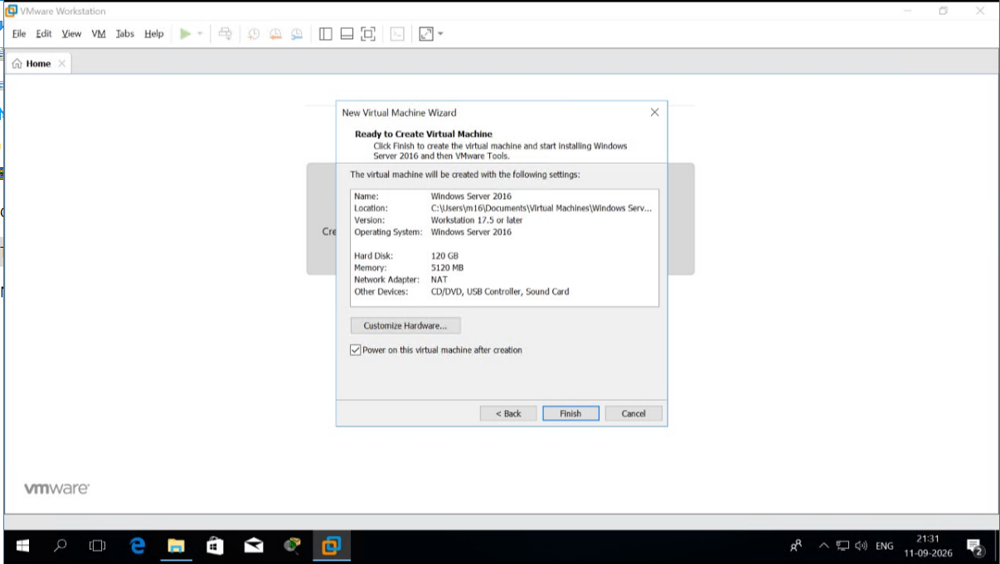 VMware Workstation
File Edit View VM Tabs Help
Home
New Virtual Machine Wizard
Ready to Create Virtual Machine
Click Finish to create the virtual machine and start installing Windows
Server 2016 and then VMware Tools.
The virtual machine will be created with the following settings:
Name: Windows Server 2016
Location: C:\Users\m16\Documents\Virtual Machines\Windows Serv...
Version: Workstation 17.5 or later
Operating System: Windows Server 2016
Hard Disk: 120 GB
Memory: 5120 MB
Network Adapter: NAT
Other Devices: CD/DVD, USB Controller, Sound Card
Cre
Customize Hardware...
Power on this virtual machine after creation
< Back Finish Cancel
vmware
ENG
21:31
11-09-2026
2